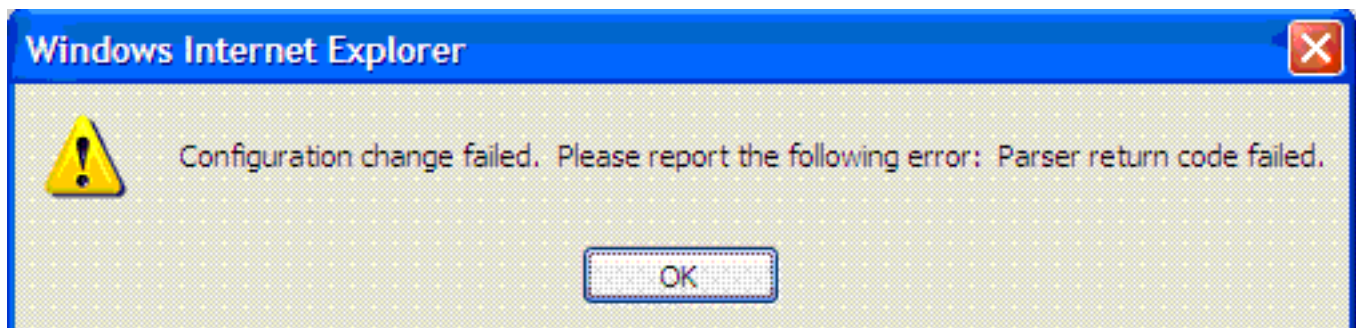 Windows Internet Explorer
Configuration change failed.  Please report the following error:  Parser return code failed.
OK